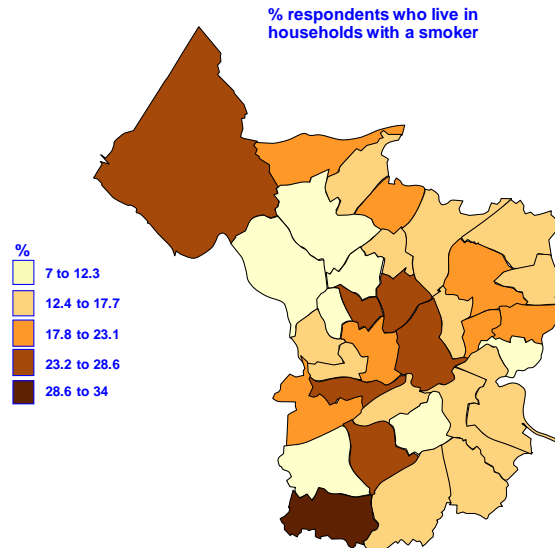 % respondents who live in
households with a smoker
%
7 to 12.3
12.4 to 17.7
17.8 to 23.1
23.2 to 28.6
28.6 to 34